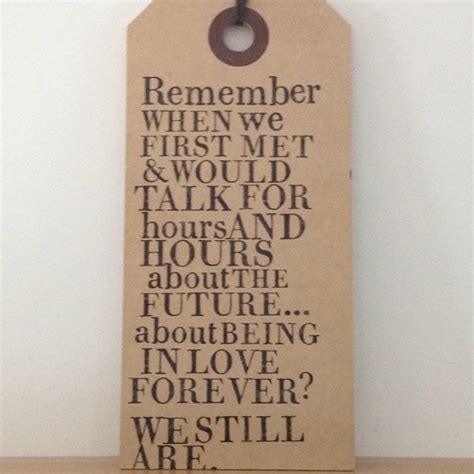 Remember
WHEN we
FIRST MET
& WOULD
TALK FOR
hours AND
HOURS
about THE
FUTURE...
about BEING
IN LOVE
FOREVER?
WE STILL
ARE.